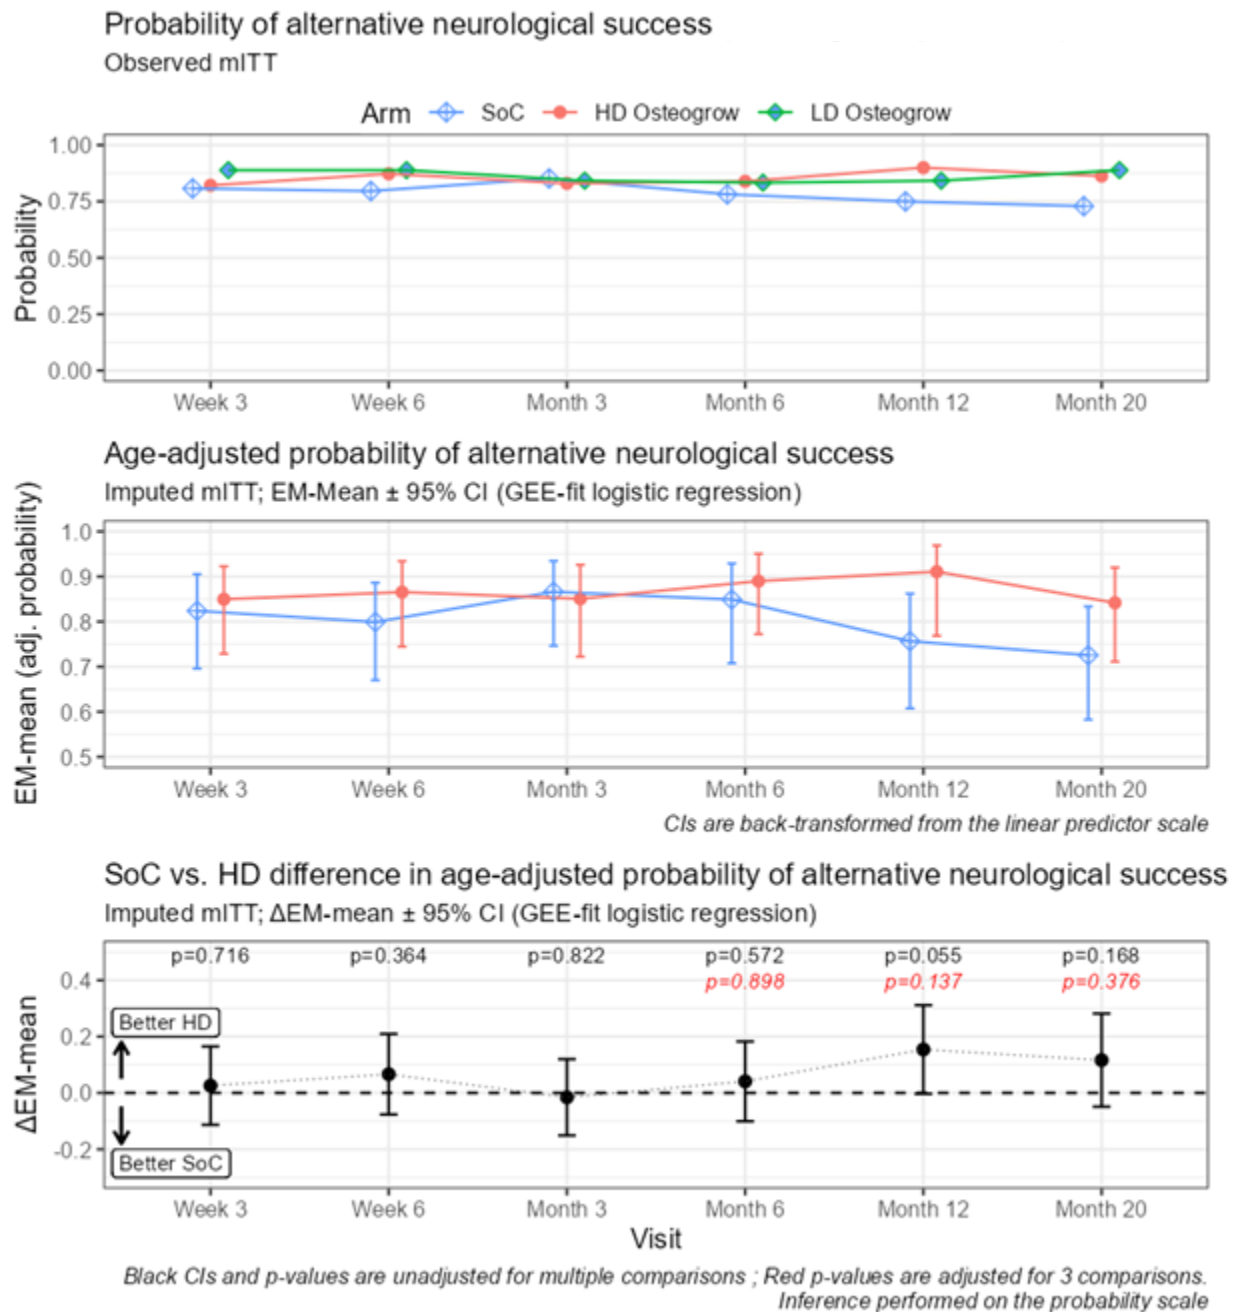 Probability of alternative neurological success
Observed mITT
Arm SoC HD Osteogrow LD Osteogrow
Probability
1.00
0.75
0.50
0.25
0.00
Week 3 Week 6 Month 3 Month 6 Month 12 Month 20
Age-adjusted probability of alternative neurological success
Imputed mITT; EM-Mean ± 95% CI (GEE-fit logistic regression)
EM-mean (adj. probability)
1.0
0.9
0.8
0.7
0.6
0.5
Week 3 Week 6 Month 3 Month 6 Month 12 Month 20
CIs are back-transformed from the linear predictor scale
SoC vs. HD difference in age-adjusted probability of alternative neurological success
Imputed mITT; ΔEM-mean ± 95% CI (GEE-fit logistic regression)
p=0.716 p=0.364 p=0.822 p=0.572 p=0.055 p=0.168
p=0.898 p=0.137 p=0.376
ΔEM-mean
0.4
0.2
0.0
-0.2
Better HD
Better SoC
Week 3 Week 6 Month 3 Month 6 Month 12 Month 20
Visit
Black CIs and p-values are unadjusted for multiple comparisons ; Red p-values are adjusted for 3 comparisons.
Inference performed on the probability scale